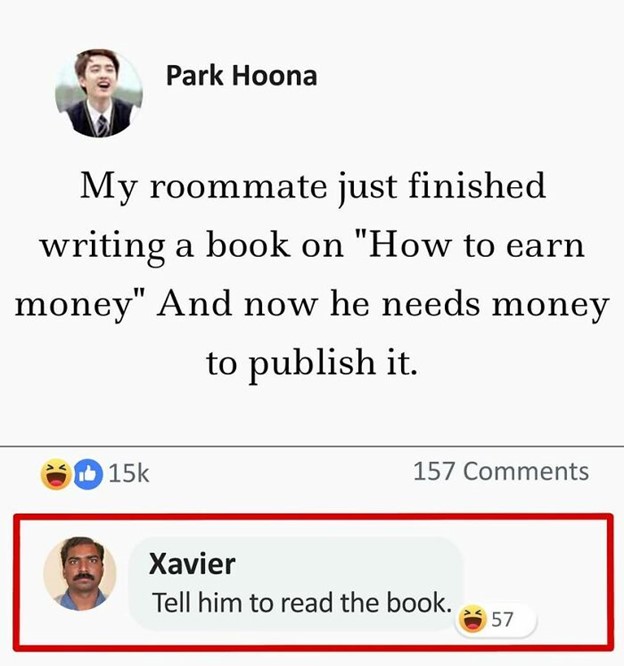 Park Hoona
My roommate just finished
writing a book on "How to earn
money" And now he needs money
to publish it.
15k
157 Comments
Xavier
Tell him to read the book.
57